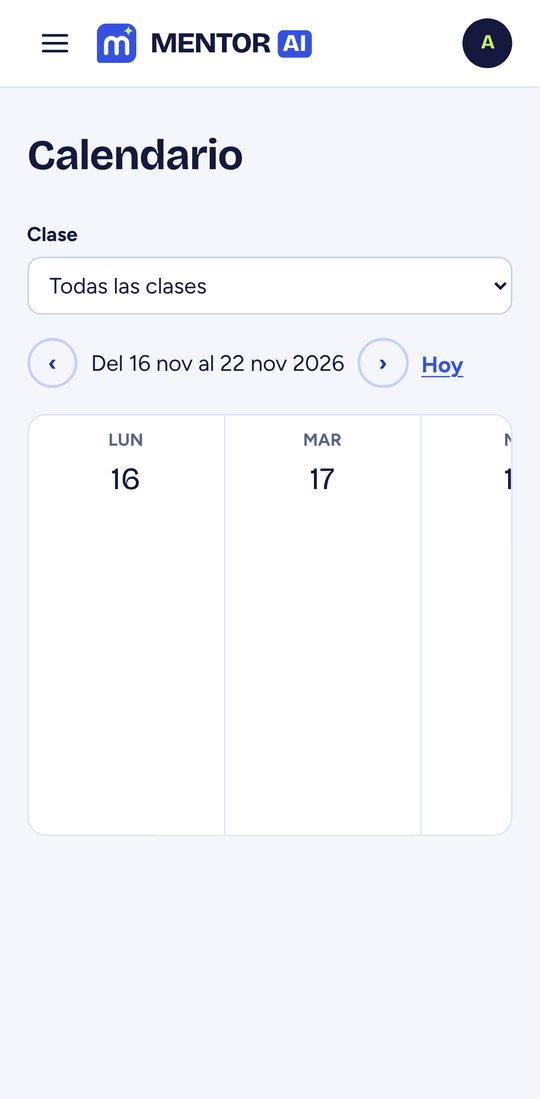 m MENTOR AI
A
Calendario
Clase
Todas las clases
‹ Del 16 nov al 22 nov 2026 › Hoy
LUN MAR
16 17